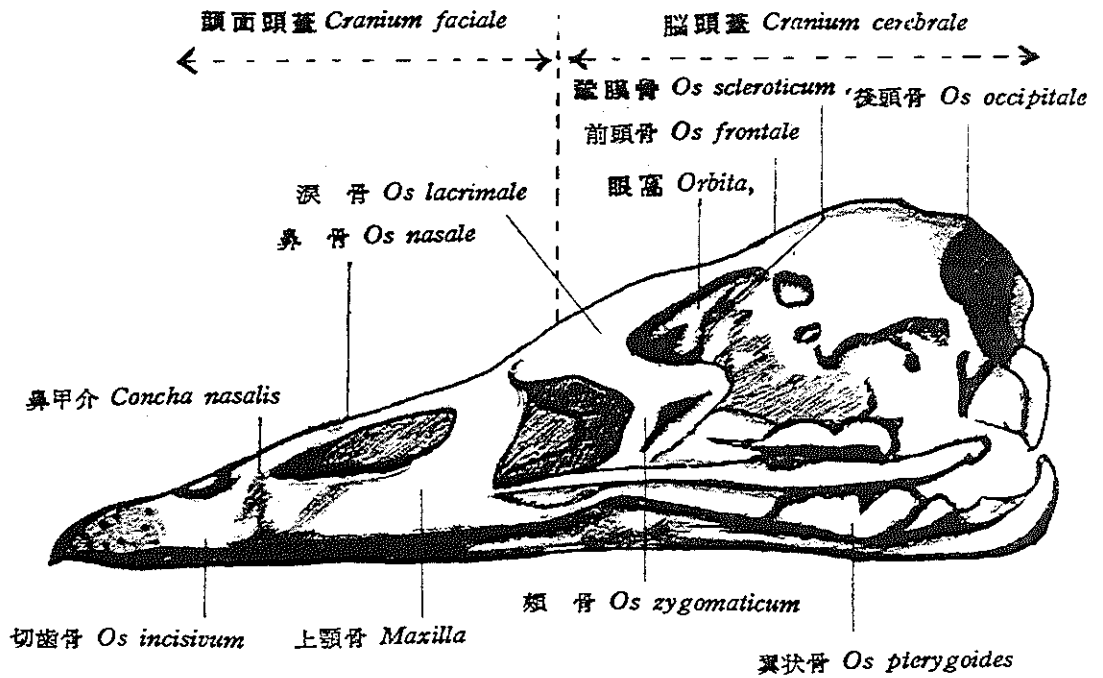 顔面頭蓋 Cranium faciale
脳頭蓋 Cranium cerebrale
鞏膜骨 Os scleroticum
後頭骨 Os occipitale
前頭骨 Os frontale
眼窩 Orbita,
涙 骨 Os lacrimale
鼻 骨 Os nasale
鼻甲介 Concha nasalis
頬 骨 Os zygomaticum
切歯骨 Os incisivum
上顎骨 Maxilla
翼状骨 Os pterygoides